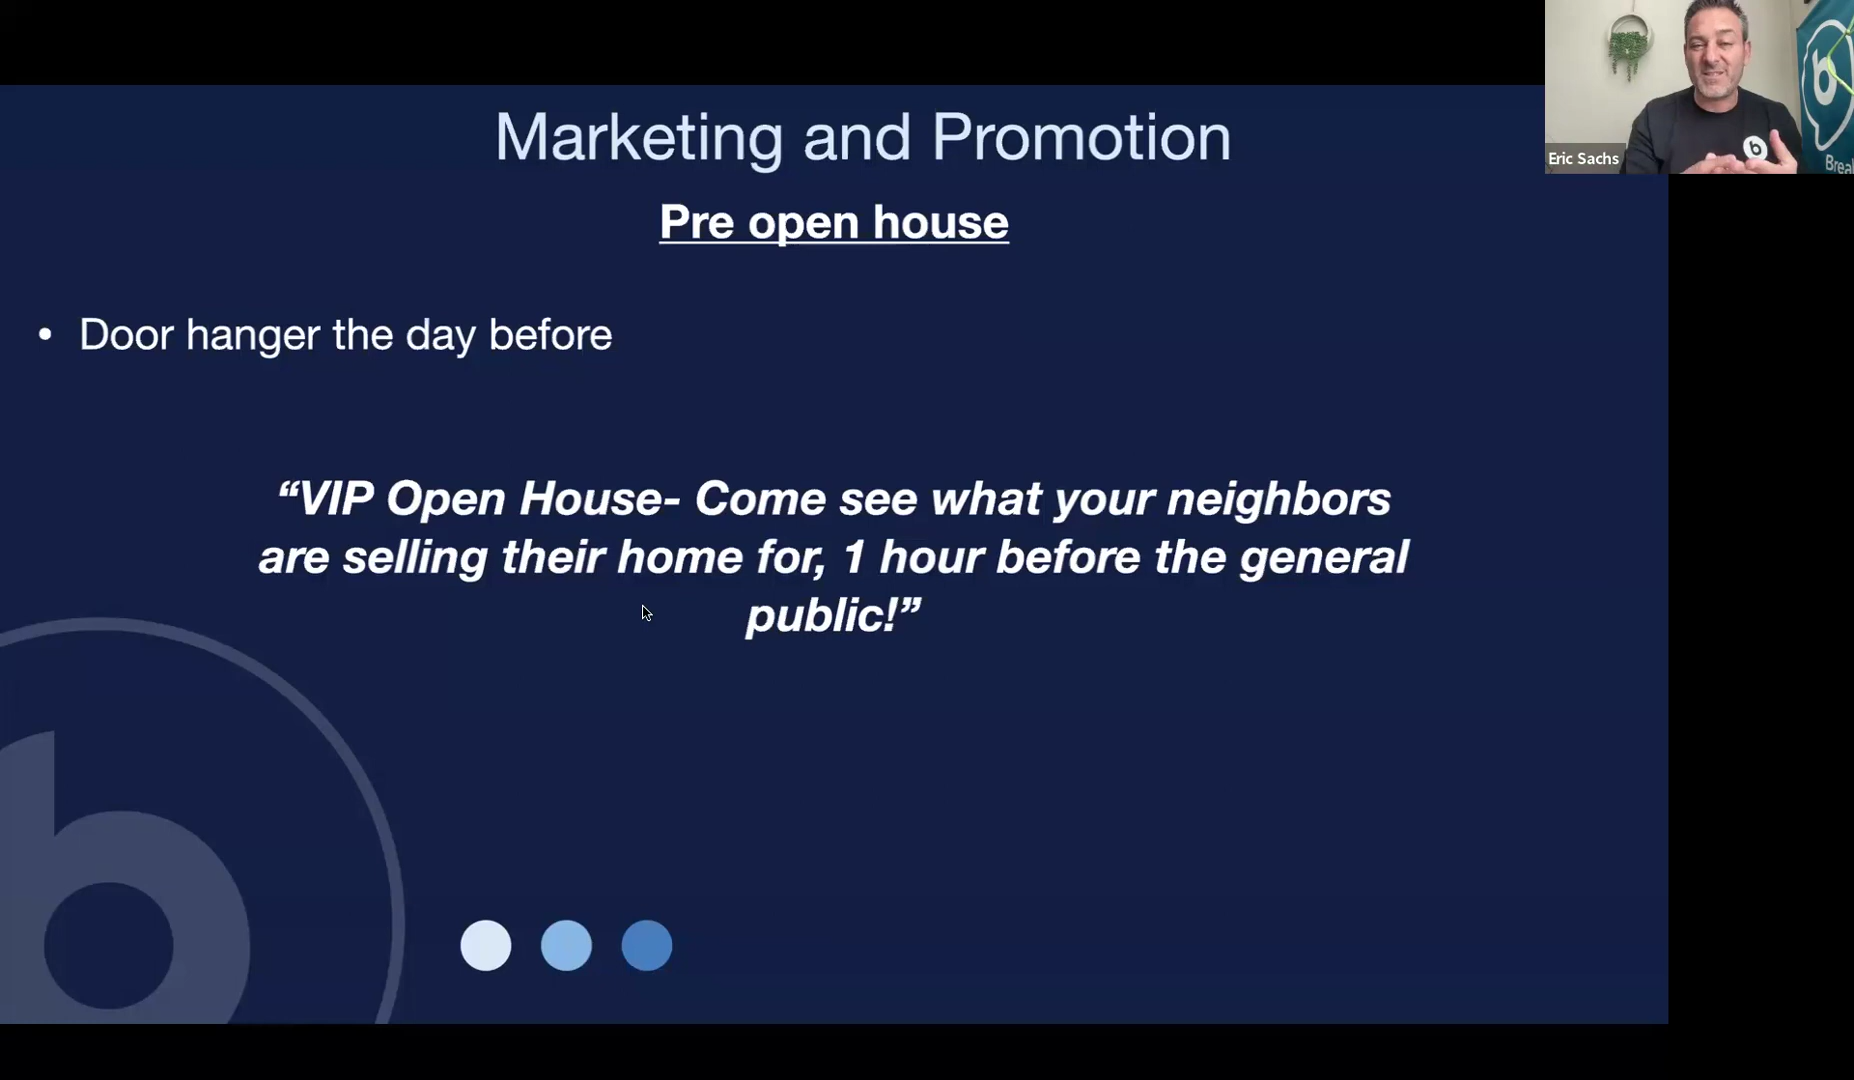 Marketing and Promotion
Pre open house
• Door hanger the day before
“VIP Open House- Come see what your neighbors
are selling their home for, 1 hour before the general
public!”
Eric Sachs
b
b
Brea
b